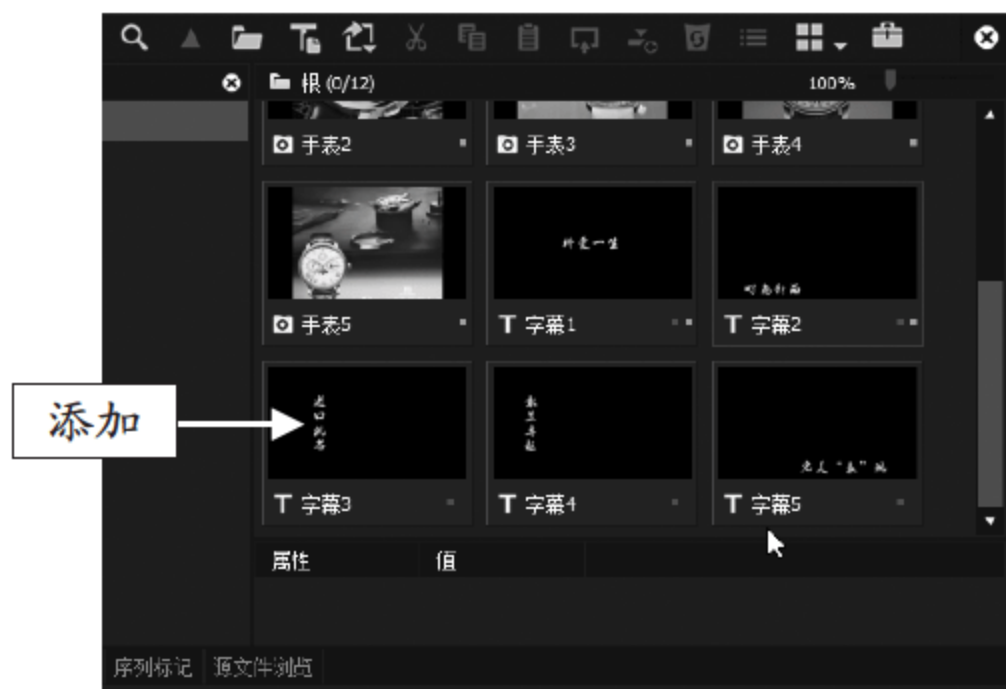 根 (0/12)
100%
手表2
手表3
手表4
手表5
T 字幕1
T 字幕2
添加
T 字幕3
T 字幕4
T 字幕5
属性
值
序列标记
源文件浏览